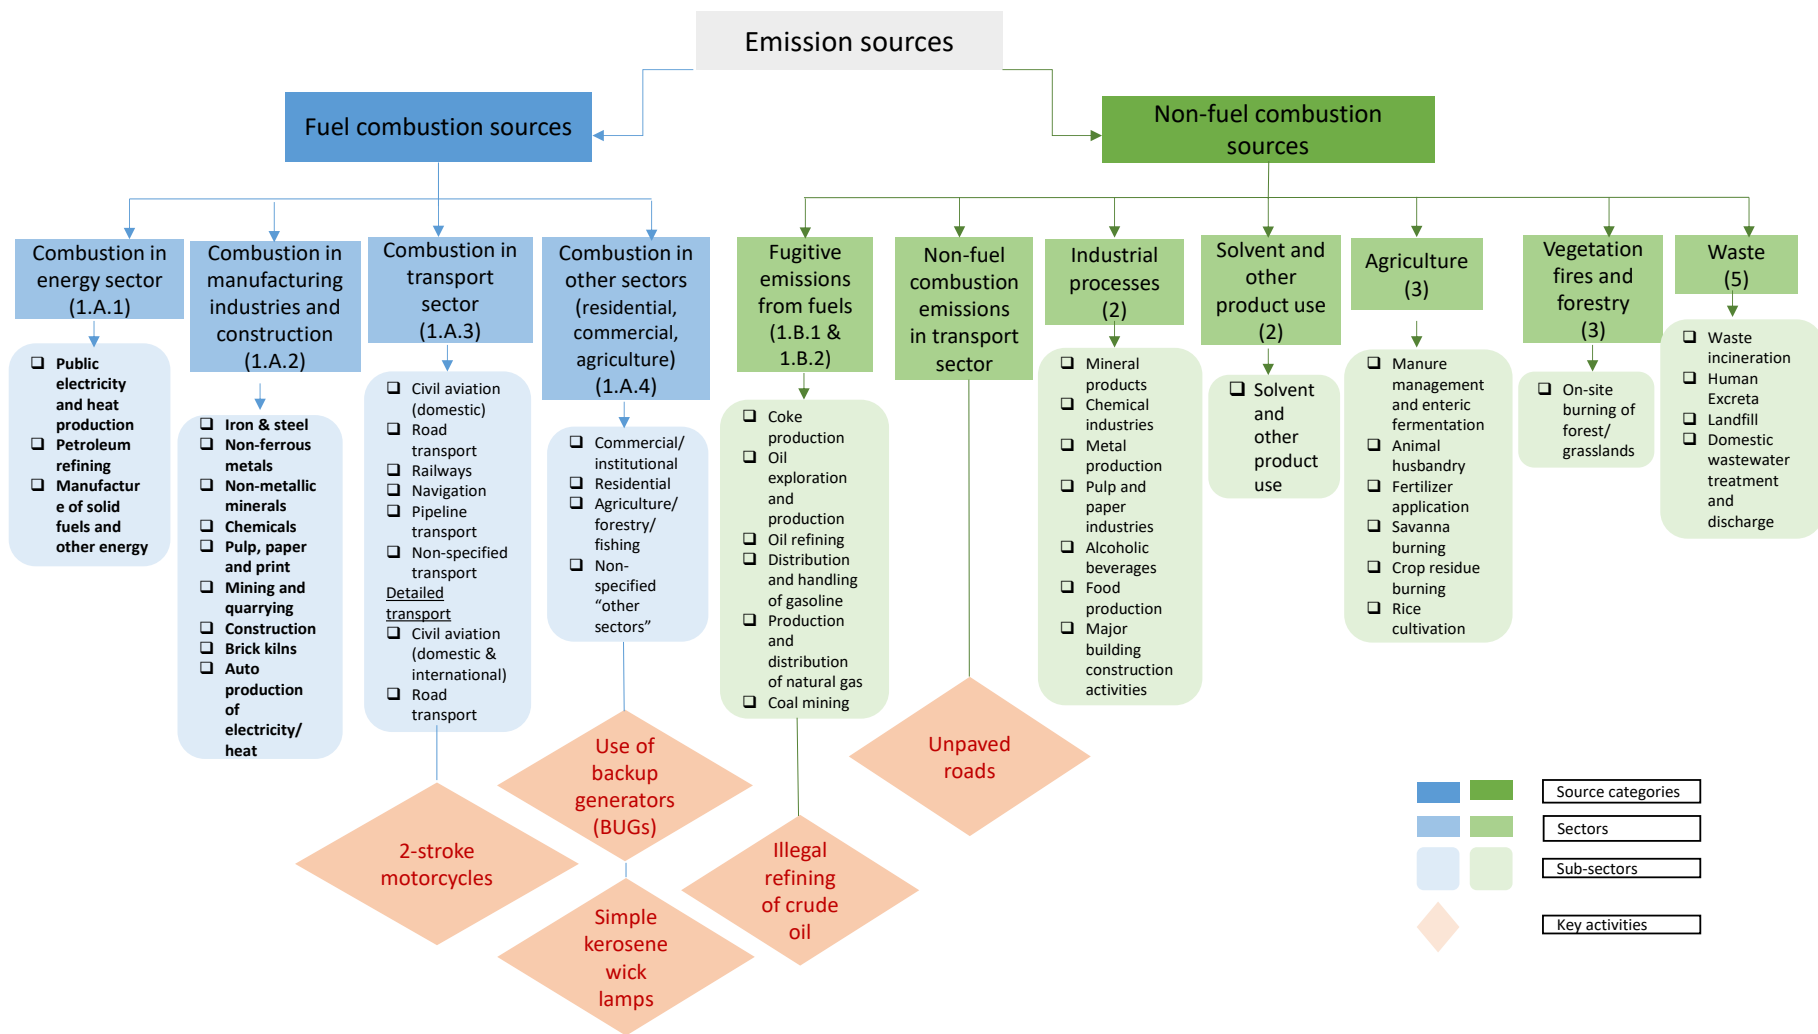 Emission sources
Fuel combustion sources
Non-fuel combustion
sources
Combustion in
energy sector
(1.A.1)
Public
electricity
and heat
production
Petroleum
refining
Manufactur
e of solid
fuels and
other energy
Combustion in
manufacturing
industries and
construction
(1.A.2)
Iron & steel
Non-ferrous
metals
Non-metallic
minerals
Chemicals
Pulp, paper
and print
Mining and
quarrying
Construction
Brick kilns
Auto
production
of
electricity/
heat
Combustion in
transport
sector
(1.A.3)
Civil aviation
(domestic)
Road
transport
Railways
Navigation
Pipeline
transport
Non-specified
transport
Detailed
transport
Civil aviation
(domestic &
international)
Road
transport
2-stroke
motorcycles
Combustion in
other sectors
(residential,
commercial,
agriculture)
(1.A.4)
Commercial/
institutional
Residential
Agriculture/
forestry/
fishing
Non-
specified
“other
sectors”
Use of
backup
generators
(BUGs)
Simple
kerosene
wick
lamps
Fugitive
emissions
from fuels
(1.B.1 &
1.B.2)
Coke
production
Oil
exploration
and
production
Oil refining
Distribution
and handling
of gasoline
Production
and
distribution
of natural gas
Coal mining
Illegal
refining
of crude
oil
Non-fuel
combustion
emissions
in transport
sector
Unpaved
roads
Industrial
processes
(2)
Mineral
products
Chemical
industries
Metal
production
Pulp and
paper
industries
Alcoholic
beverages
Food
production
Major
building
construction
activities
Solvent and
other
product use
(2)
Solvent
and
other
product
use
Agriculture
(3)
Manure
management
and enteric
fermentation
Animal
husbandry
Fertilizer
application
Savanna
burning
Crop residue
burning
Rice
cultivation
Vegetation
fires and
forestry
(3)
On-site
burning of
forest/
grasslands
Waste
(5)
Waste
incineration
Human
Excreta
Landfill
Domestic
wastewater
treatment
and
discharge
Source categories
Sectors
Sub-sectors
Key activities